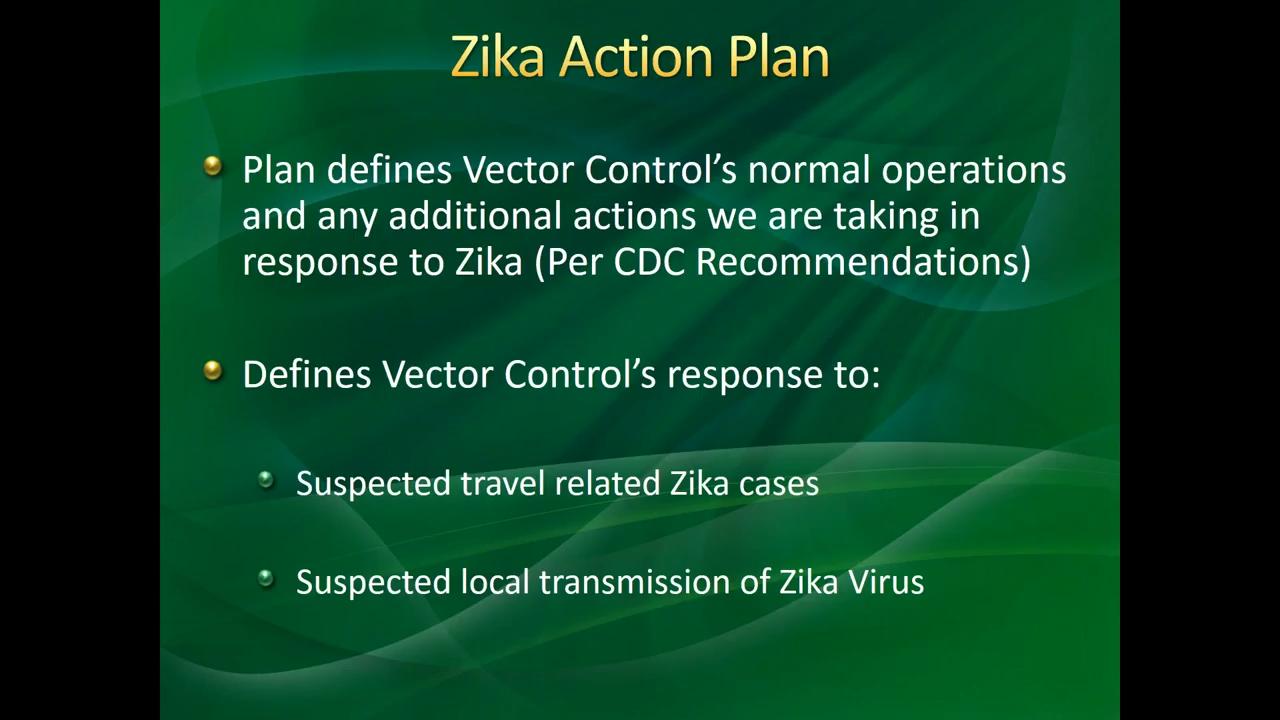 Zika Action Plan
Plan defines Vector Control’s normal operations
and any additional actions we are taking in
response to Zika (Per CDC Recommendations)
Defines Vector Control’s response to:
Suspected travel related Zika cases
Suspected local transmission of Zika Virus